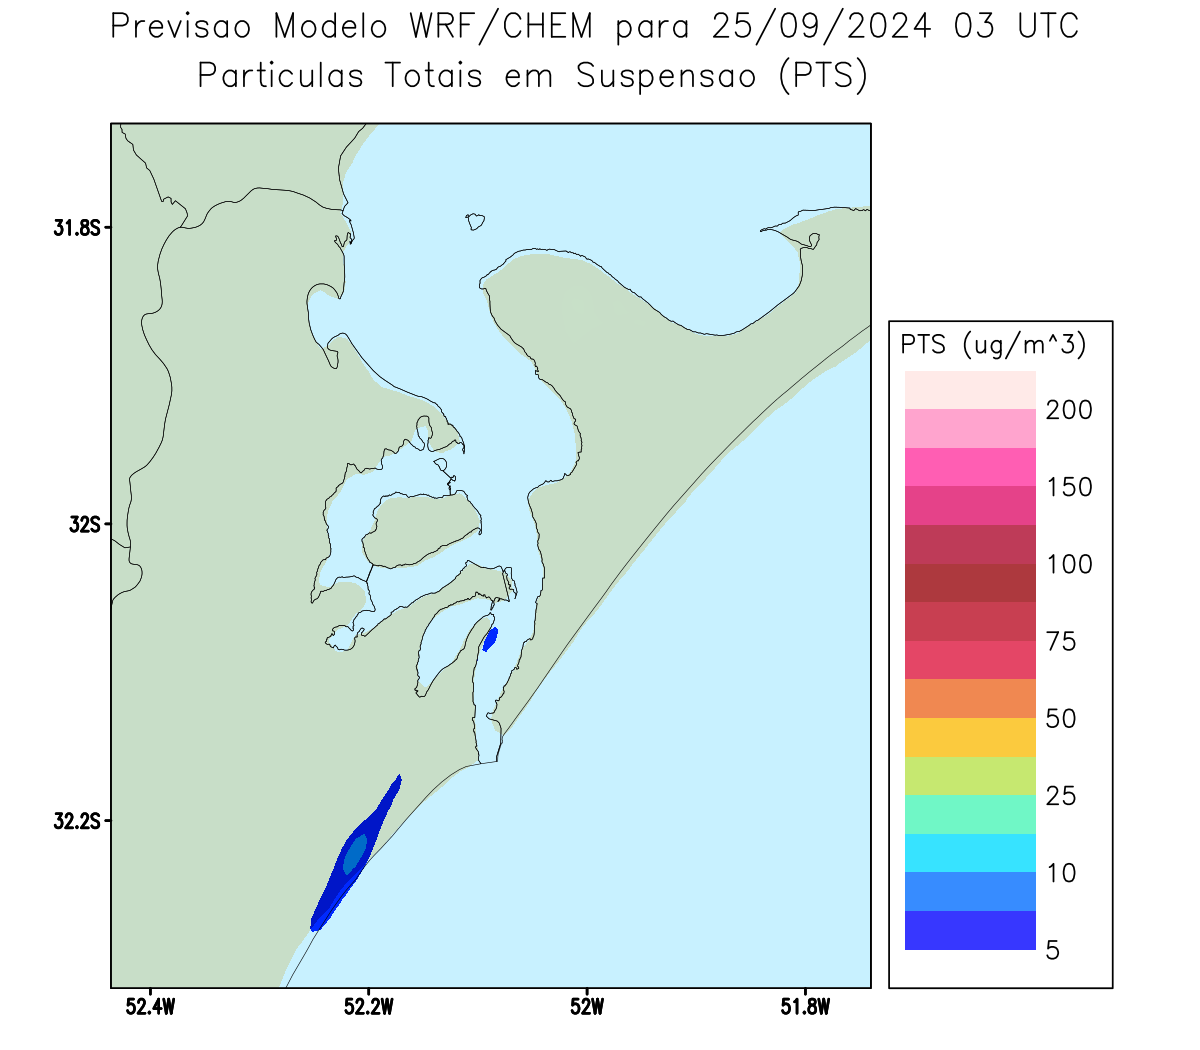 Previsao Modelo WRF/CHEM para 25/09/2024 03 UTC
Particulas Totais em Suspensao (PTS)
31.8S
32S
32.2S
52.4W
52.2W
52W
51.8W
PTS (ug/m^3)
200
150
100
75
50
25
10
5